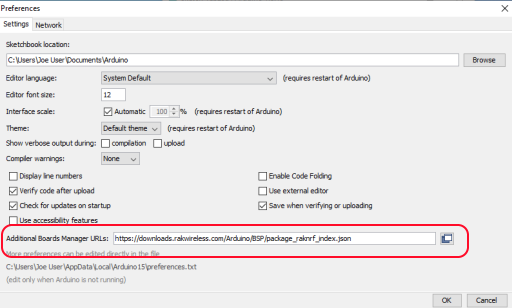 Preferences
Settings
Network
Sketchbook location:
C:\Users\Joe User\Documents\Arduino
Browse
Editor language:
System Default
(requires restart of Arduino)
Editor font size:
12
Interface scale:
Automatic
100
%
(requires restart of Arduino)
Theme:
Default theme
(requires restart of Arduino)
Show verbose output during:
compilation
upload
Compiler warnings:
None
Display line numbers
Enable Code Folding
Verify code after upload
Use external editor
Check for updates on startup
Save when verifying or uploading
Use accessibility features
Additional Boards Manager URLs:
https://downloads.rakwireless.com/Arduino/BSP/package_raknrf_index.json
More preferences can be edited directly in the file
C:\Users\Joe User\AppData\Local\Arduino15\preferences.txt
(edit only when Arduino is not running)
OK
Cancel